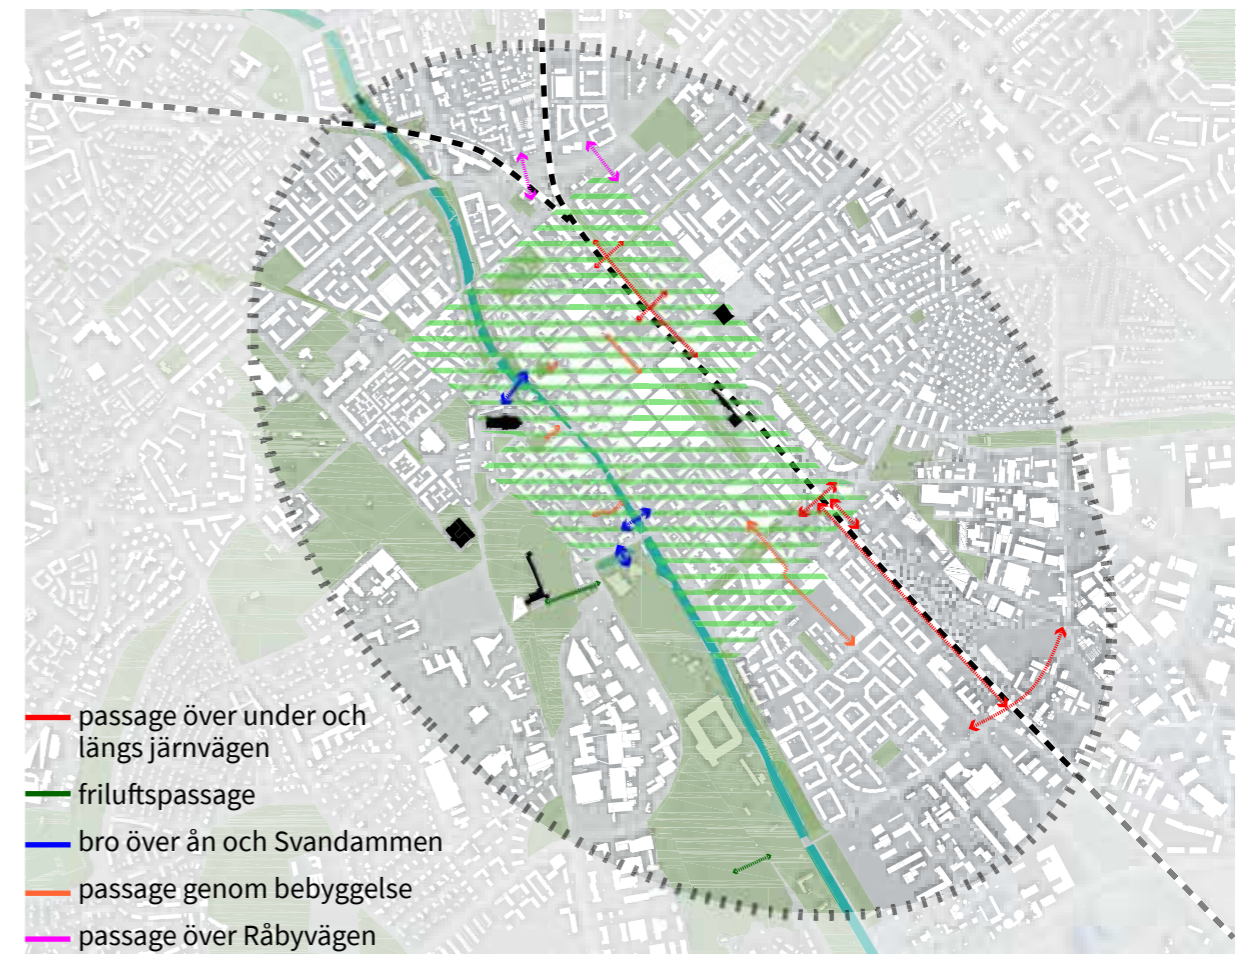 passage över under och
längs järnvägen
friluftspassage
bro över ån och Svandammen
passage genom bebyggelse
passage över Råbyvägen